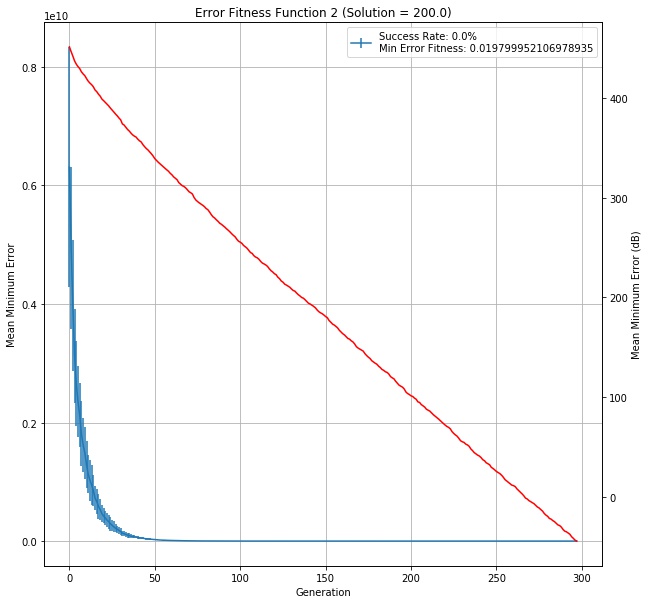 Error Fitness Function 2 (Solution = 200.0)
1e10
Success Rate: 0.0%
Min Error Fitness: 0.019799952106978935
0.8
0.6
0.4
0.2
0.0
Mean Minimum Error
400
300
200
100
0
Mean Minimum Error (dB)
0
50
100
150
200
250
300
Generation